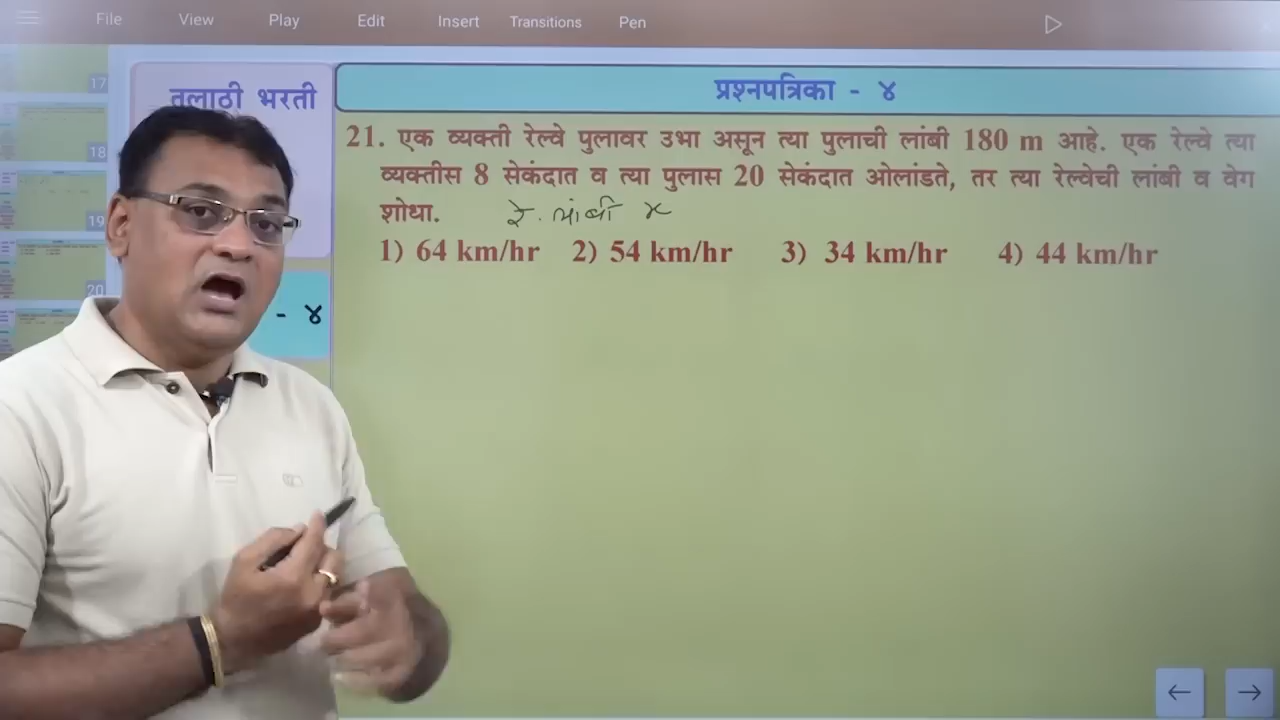 File View Play Edit Insert Transitions Pen
17
18
19
20
तलाठी भरती
- ४
प्रश्नपत्रिका - ४
21. एक व्यक्ती रेल्वे पुलावर उभा असून त्या पुलाची लांबी 180 m आहे. एक रेल्वे त्या
व्यक्तीस 8 सेकंदात व त्या पुलास 20 सेकंदात ओलांडते, तर त्या रेल्वेची लांबी व वेग
शोधा. रे. लांबी x
1) 64 km/hr 2) 54 km/hr 3) 34 km/hr 4) 44 km/hr